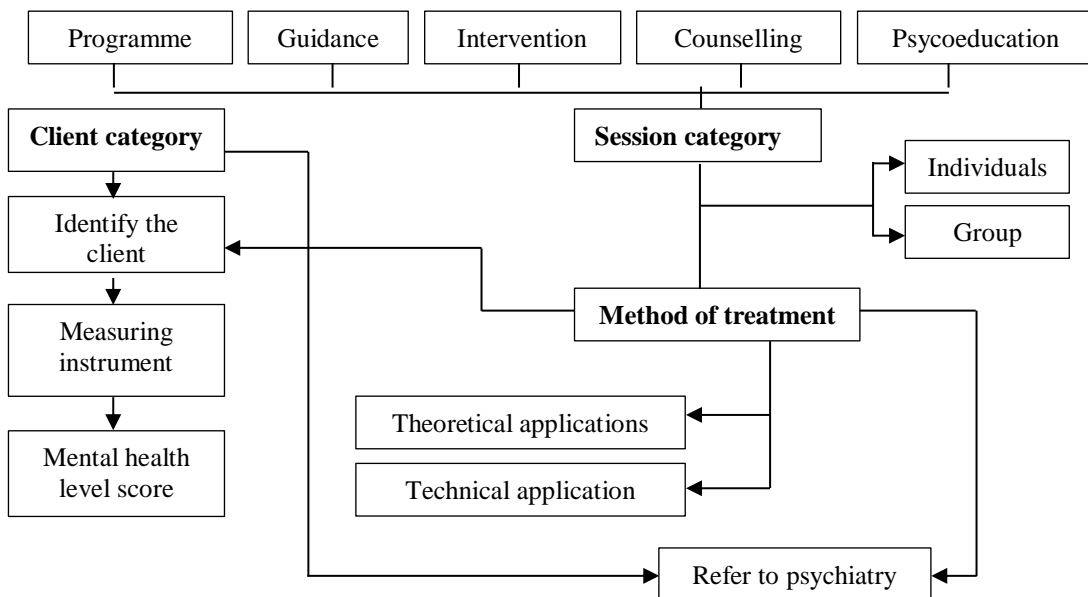 Programme
Guidance
Intervention
Counselling
Psycoeducation
Client category
Session category
Individuals
Identify the
client
Group
Measuring
instrument
Method of treatment
Theoretical applications
Mental health
level score
Technical application
Refer to psychiatry